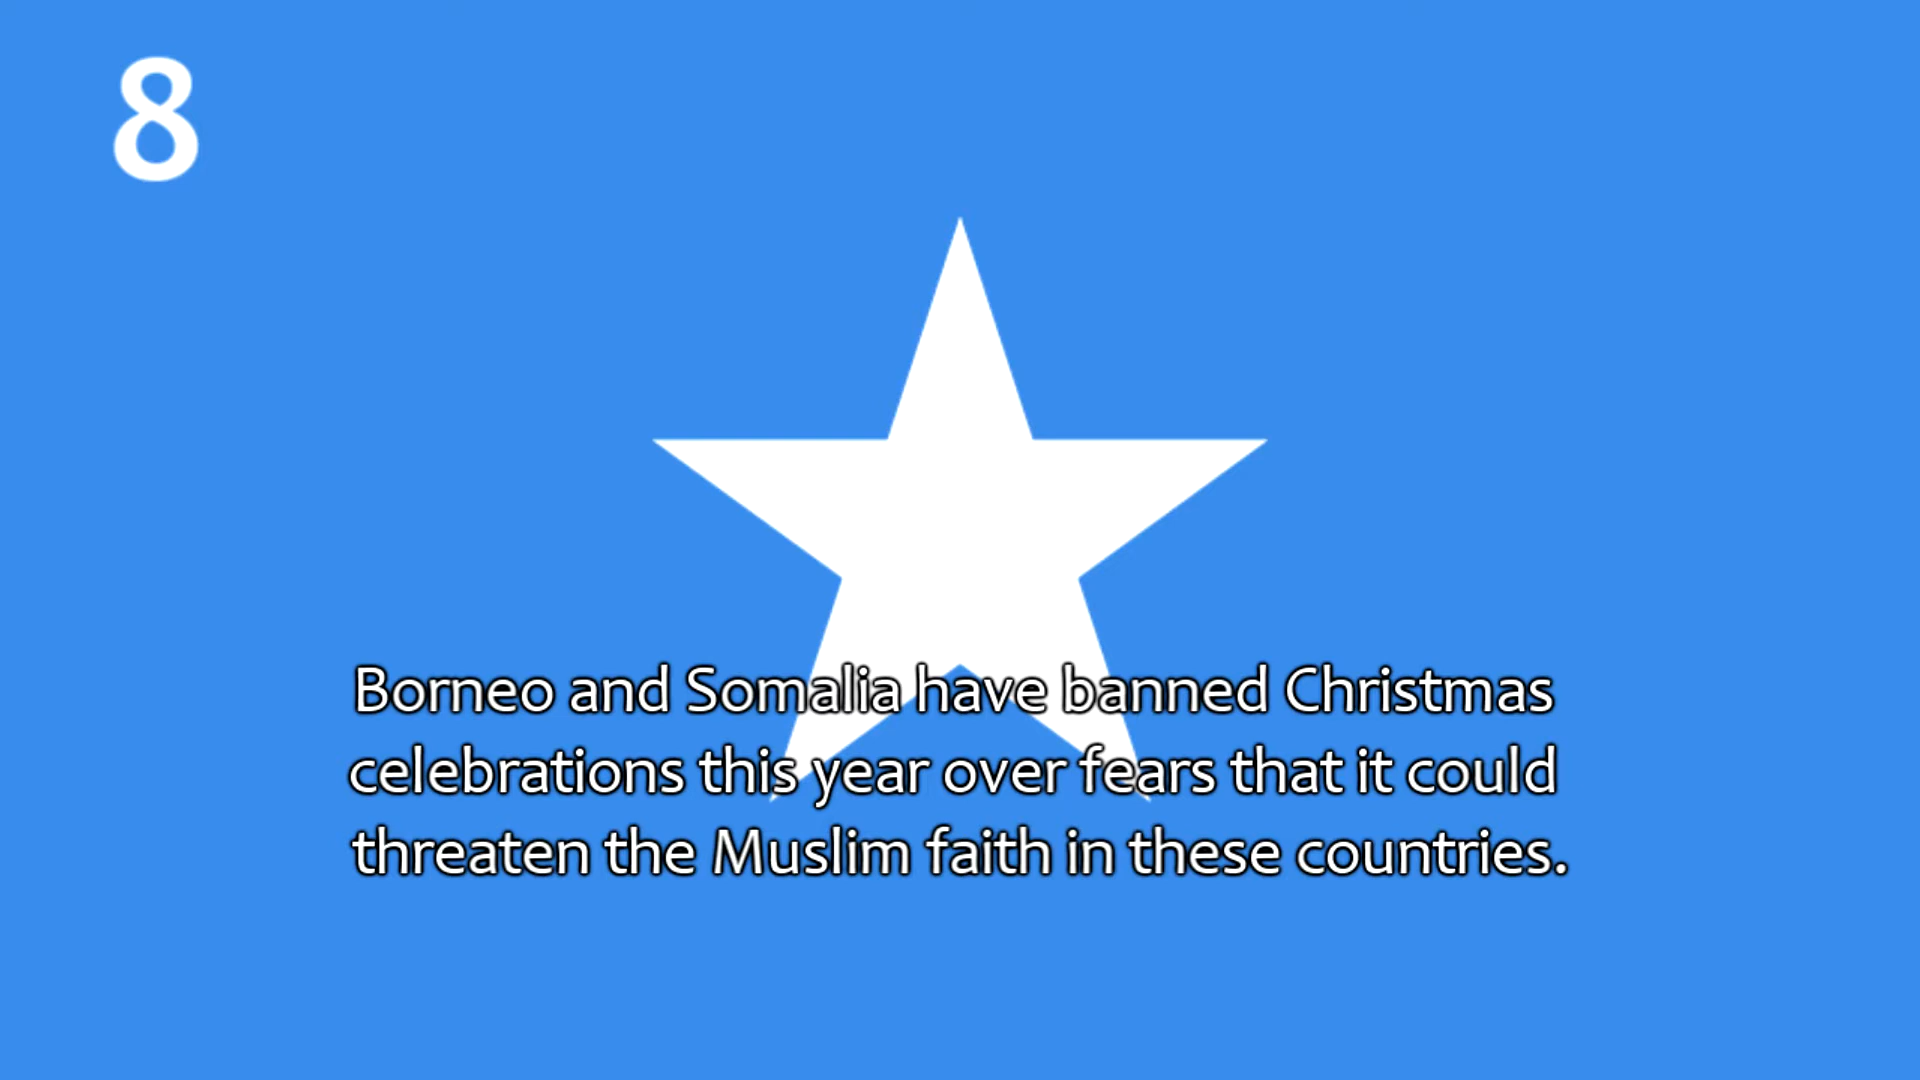 8
Borneo and Somalia have banned Christmas
celebrations this year over fears that it could
threaten the Muslim faith in these countries.